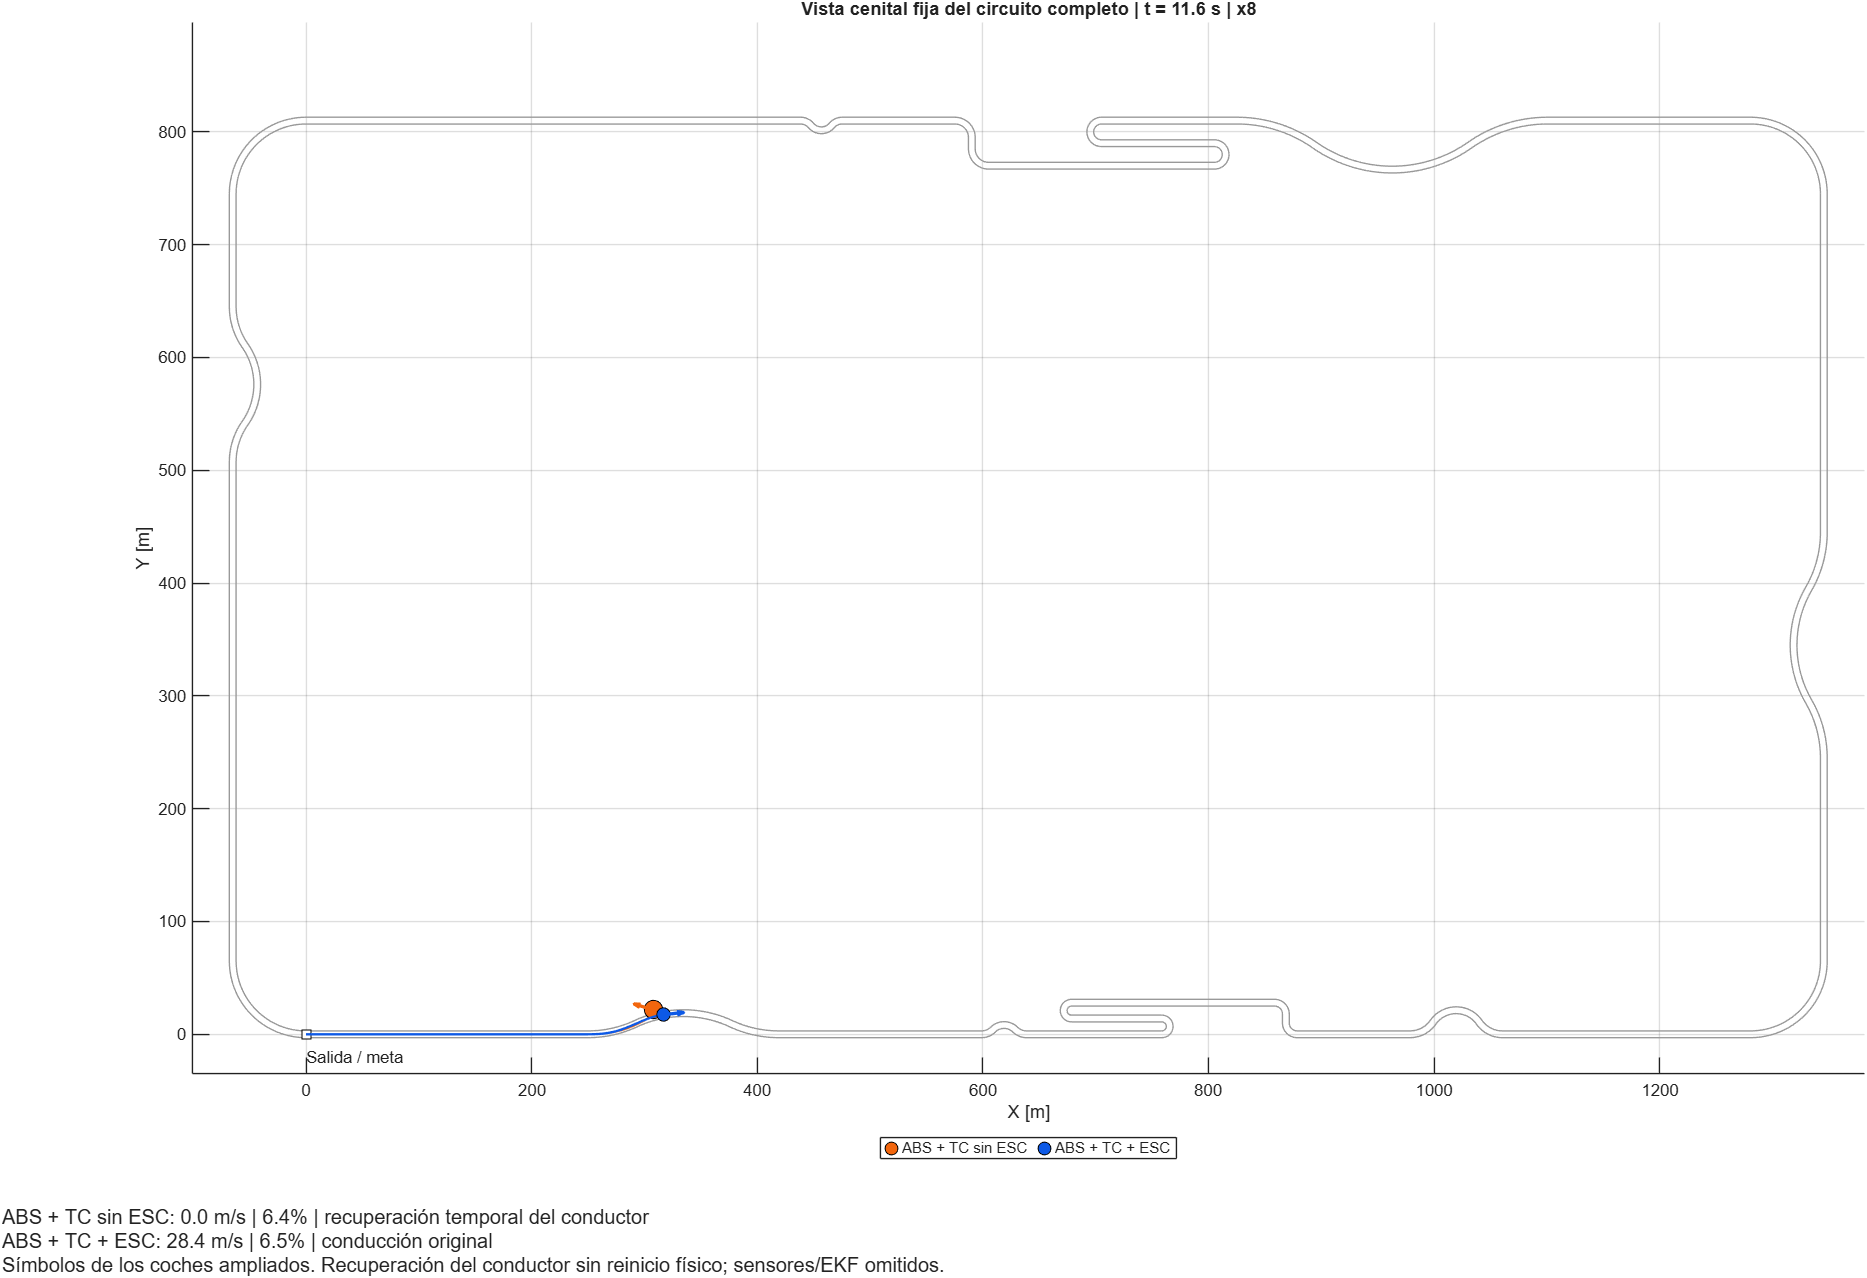 Vista cenital fija del circuito completo | t = 11.6 s | x8
800
700
600
500
400
300
200
100
0
Y [m]
Salida / meta
0 200 400 600 800 1000 1200
X [m]
ABS + TC sin ESC ABS + TC + ESC
ABS + TC sin ESC: 0.0 m/s | 6.4% | recuperación temporal del conductor
ABS + TC + ESC: 28.4 m/s | 6.5% | conducción original
Símbolos de los coches ampliados. Recuperación del conductor sin reinicio físico; sensores/EKF omitidos.